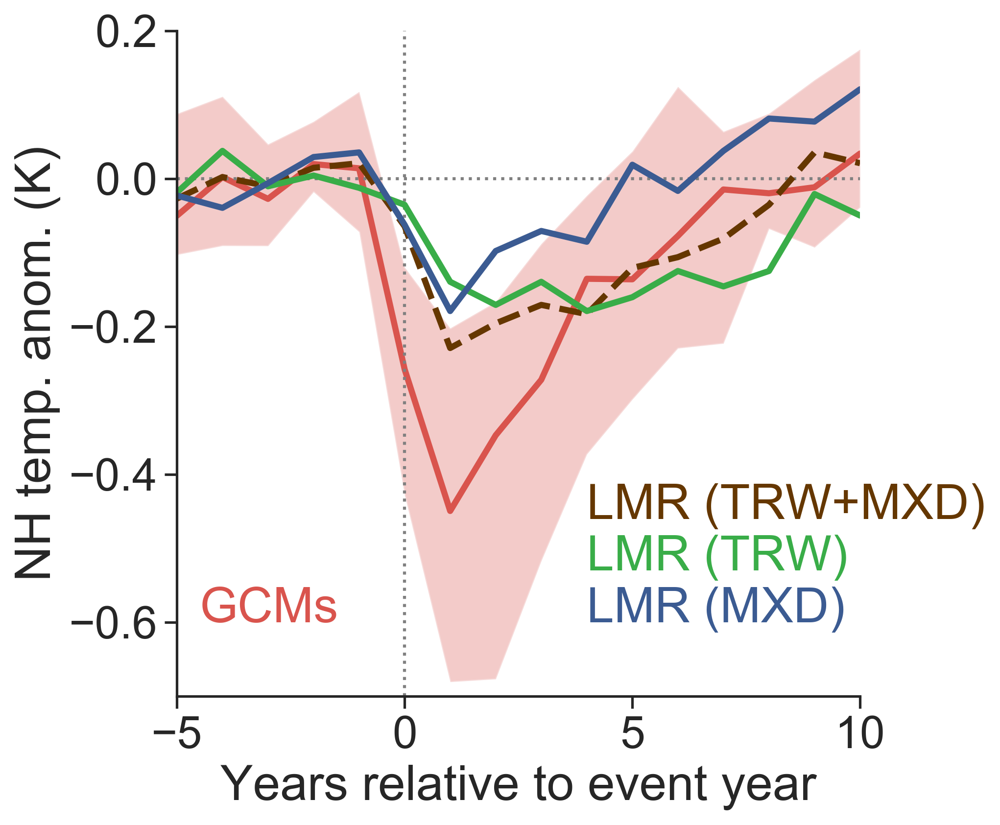 0.2
0.0
−0.2
−0.4
−0.6
NH temp. anom. (K)
LMR (TRW+MXD)
LMR (TRW)
LMR (MXD)
GCMs
−5 0 5 10
Years relative to event year